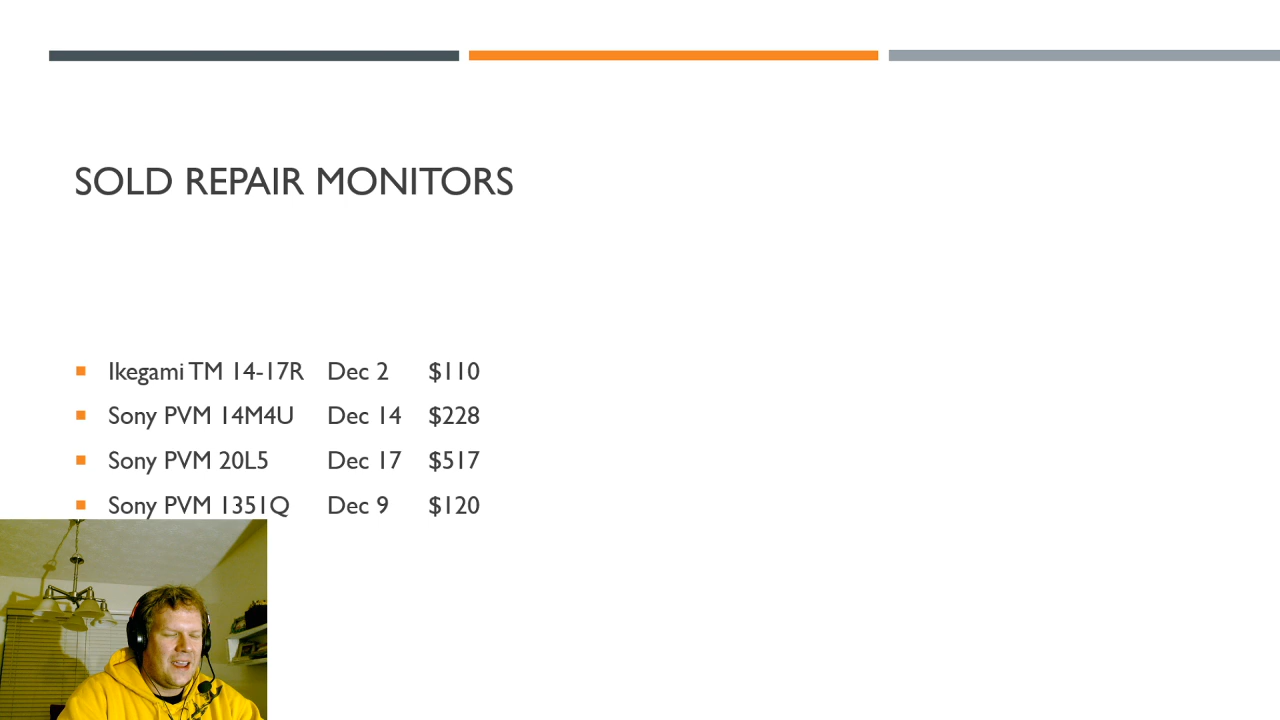 SOLD REPAIR MONITORS
Ikegami TM 14-17R Dec 2 $110
Sony PVM 14M4U Dec 14 $228
Sony PVM 20L5 Dec 17 $517
Sony PVM 1351Q Dec 9 $120